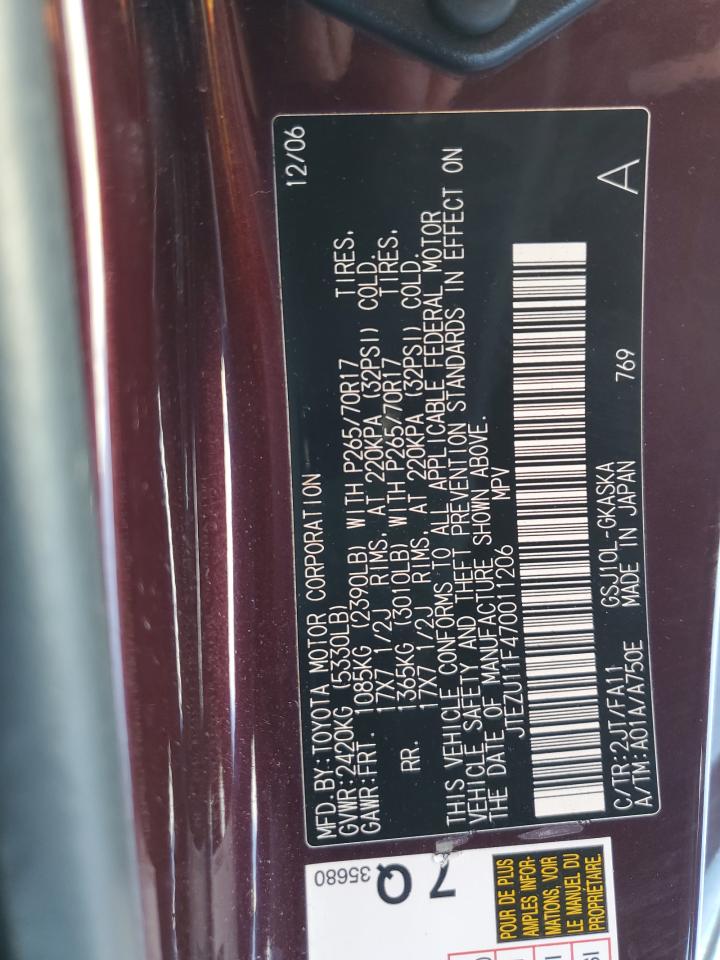 12/06
MFD.BY:TOYOTA MOTOR CORPORATION
GVWR:2420KG (5330LB)
GAWR:FRT. 1085KG (2390LB) WITH P265/70R17 TIRES,
17X7 1/2J RIMS, AT 220KPA (32PSI) COLD.
RR. 1365KG (3010LB) WITH P265/70R17 TIRES,
17X7 1/2J RIMS, AT 220KPA (32PSI) COLD.
THIS VEHICLE CONFORMS TO ALL APPLICABLE FEDERAL MOTOR
VEHICLE SAFETY AND THEFT PREVENTION STANDARDS IN EFFECT ON
THE DATE OF MANUFACTURE SHOWN ABOVE.
JTEZU11F470011206 MPV
C/TR:2JT/FA11 GSJ10L-GKASKA 769
A/TM:A01A/A750E MADE IN JAPAN A
35680
7Q
POUR DE PLUS
AMPLES INFOR-
MATIONS, VOIR
LE MANUEL DU
PROPRIÉTAIRE.